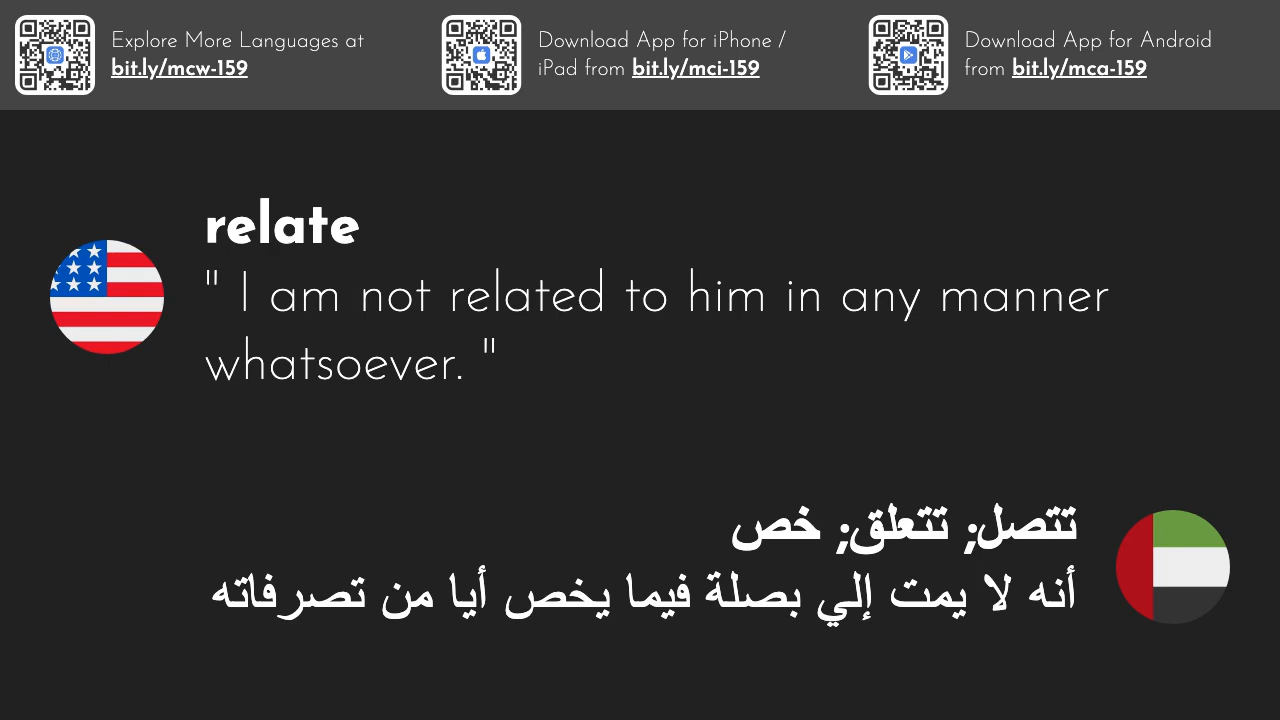 Explore More Languages at
bit.ly/mcw-159
Download App for iPhone /
iPad from bit.ly/mci-159
Download App for Android
from bit.ly/mca-159
relate
" I am not related to him in any manner
whatsoever. "
تتصل; تتعلق; خص
أنه لا يمت إلي بصلة فيما يخص أيا من تصرفاته